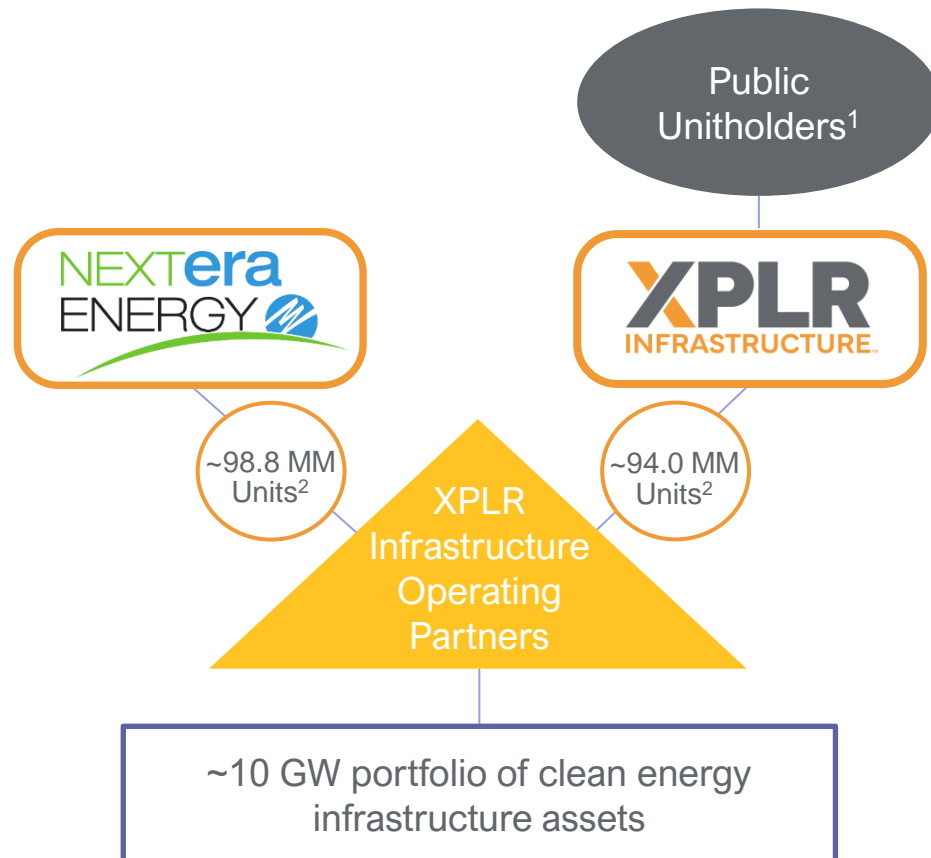 Public
Unitholders¹
NEXTera
ENERGY
XPLR
INFRASTRUCTURE
~98.8 MM
Units²
~94.0 MM
Units²
XPLR
Infrastructure
Operating
Partners
~10 GW portfolio of clean energy
infrastructure assets